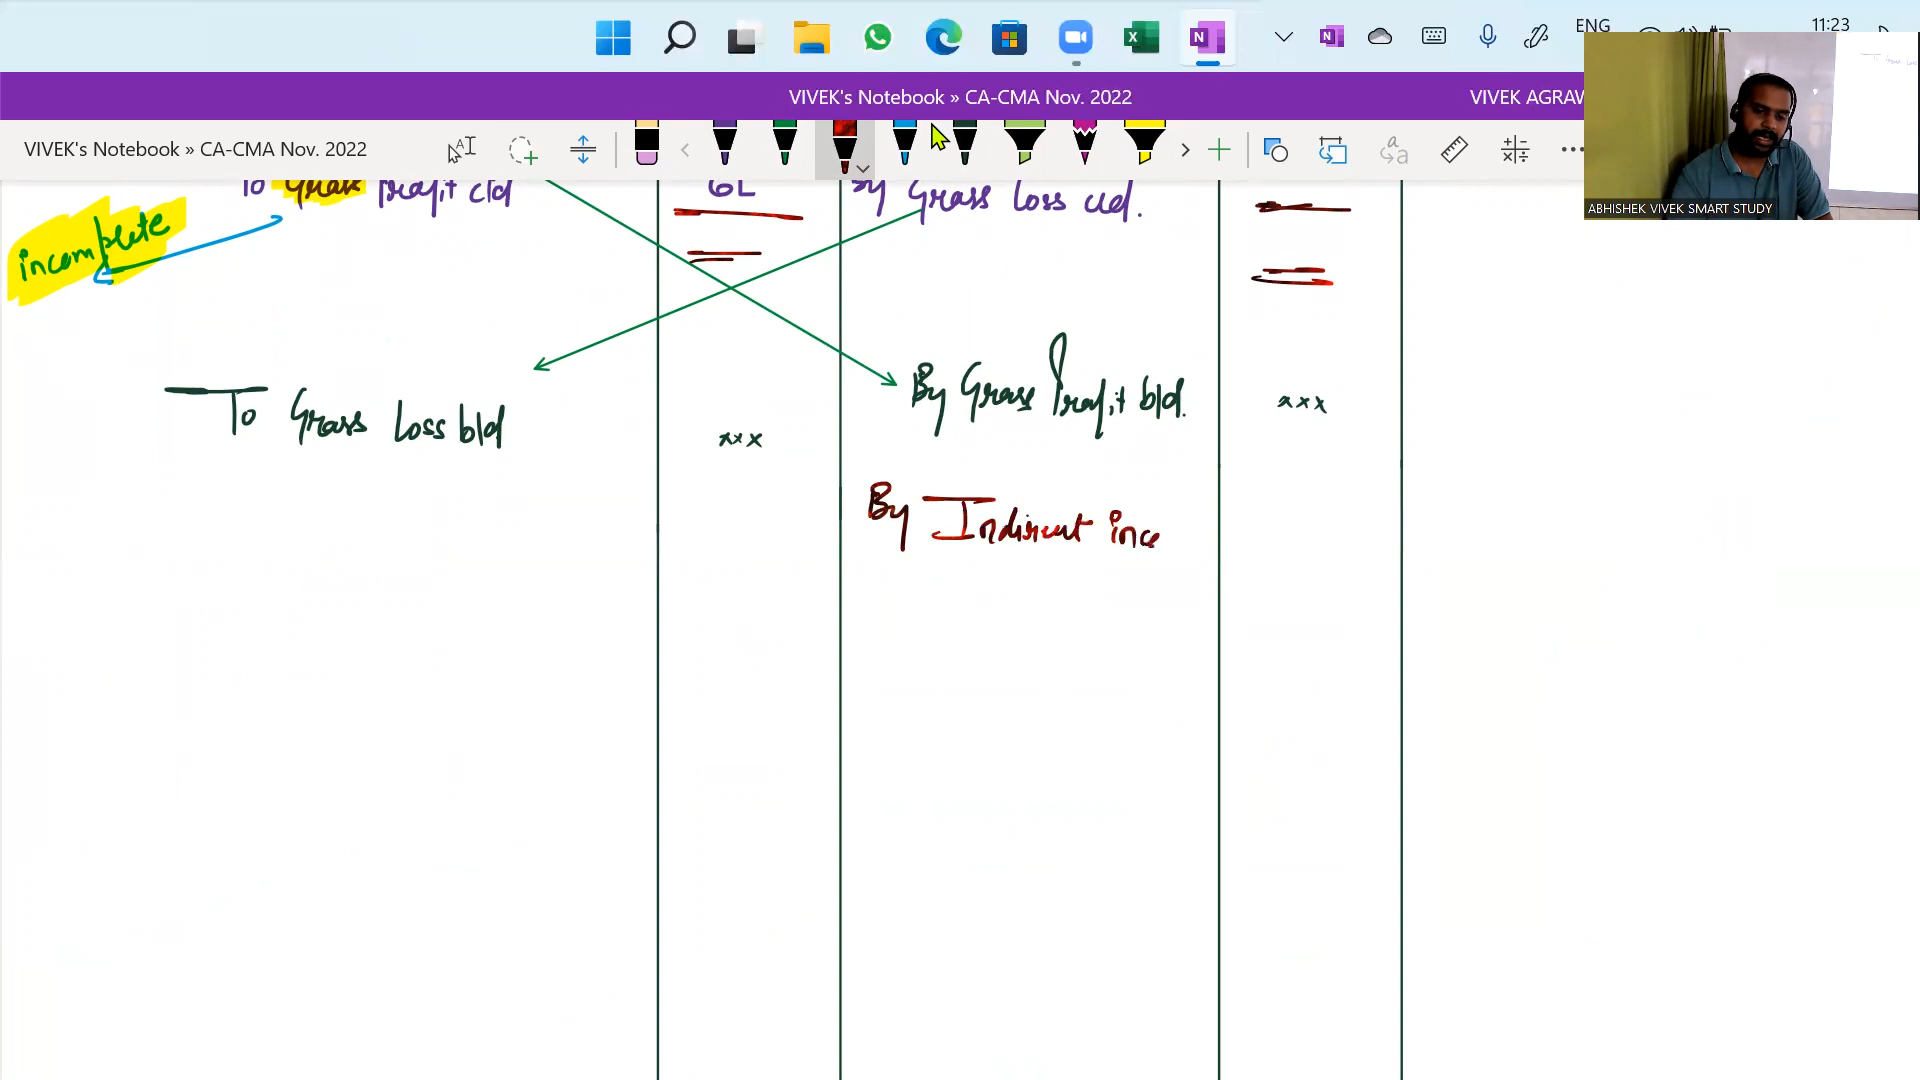 ENG
11:23
VIVEK's Notebook » CA-CMA Nov. 2022
VIVEK AGRAW
VIVEK's Notebook » CA-CMA Nov. 2022
ABHISHEK VIVEK SMART STUDY
To Gross Profit c/d
GL
By Gross Loss c/d.
incomplete
To Gross Loss b/d
xxx
By Gross Profit b/d.
xxx
By Indirect inco